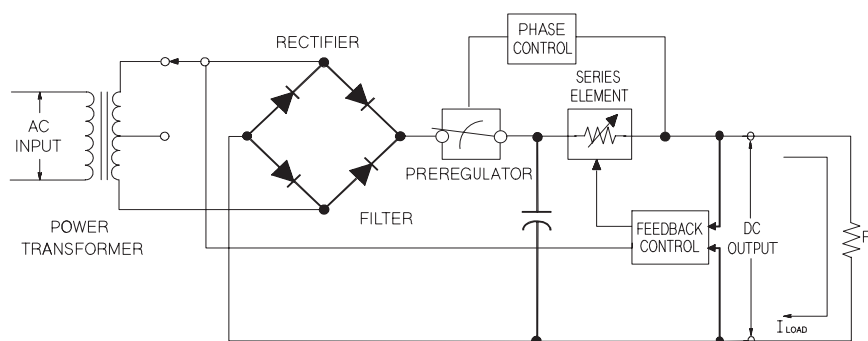 RECTIFIER
PHASE
CONTROL
SERIES
ELEMENT
AC
INPUT
PREREGULATOR
POWER
TRANSFORMER
FILTER
FEEDBACK
CONTROL
DC
OUTPUT
I LOAD